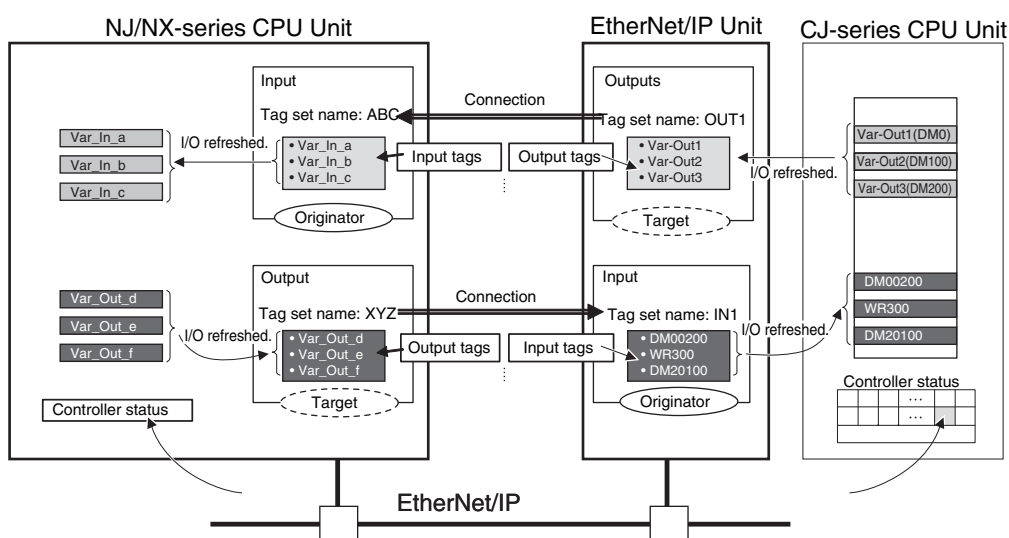 NJ/NX-series CPU Unit
EtherNet/IP Unit
CJ-series CPU Unit
Input
Tag set name: ABC
• Var_In_a
• Var_In_b
• Var_In_c
Originator
Var_In_a
Var_In_b
Var_In_c
I/O refreshed.
Connection
Input tags
Output tags
Outputs
Tag set name: OUT1
• Var-Out1
• Var-Out2
• Var-Out3
Target
I/O refreshed.
Var-Out1(DM0)
Var-Out2(DM100)
Var-Out3(DM200)
Var_Out_d
Var_Out_e
Var_Out_f
I/O refreshed.
Output
Tag set name: XYZ
• Var_Out_d
• Var_Out_e
• Var_Out_f
Target
Connection
Output tags
Input tags
Input
Tag set name: IN1
• DM00200
• WR300
• DM20100
Originator
I/O refreshed.
DM00200
WR300
DM20100
Controller status
Controller status
...
...
EtherNet/IP